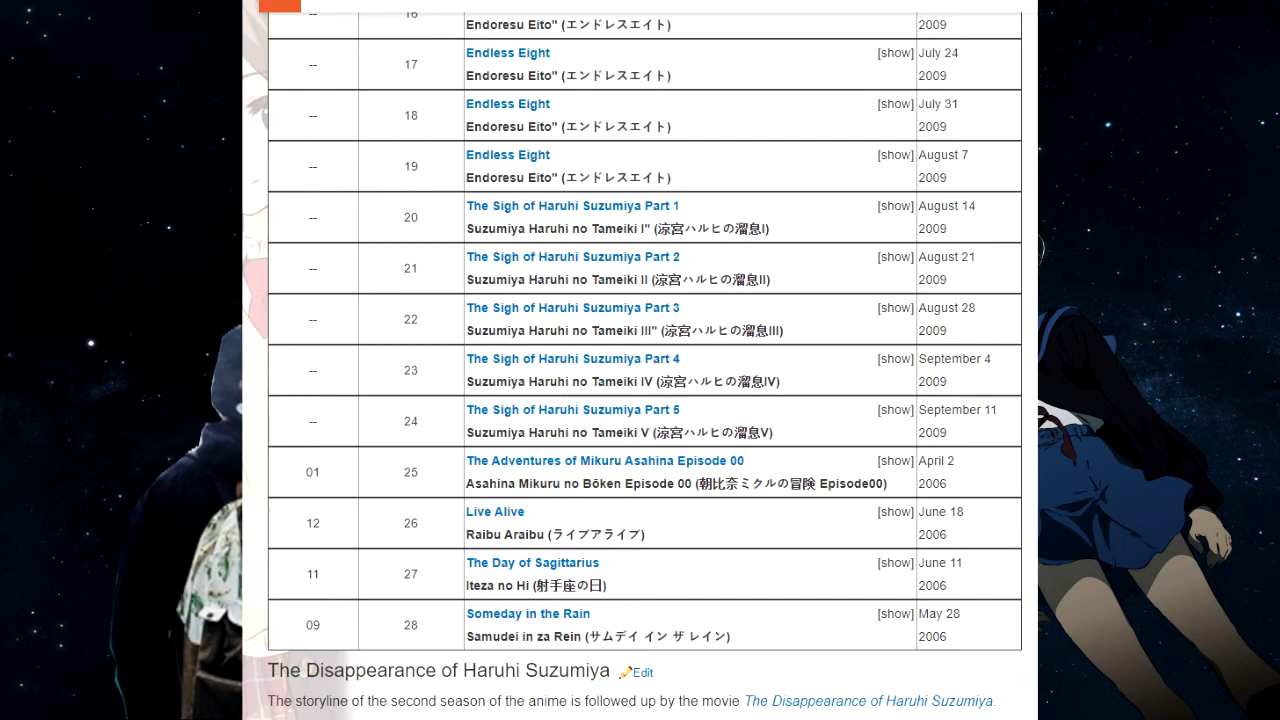 -- 16 Endoresu Eito" (エンドレスエイト) 2009
Endless Eight [show] July 24
-- 17
Endoresu Eito" (エンドレスエイト) 2009
Endless Eight [show] July 31
-- 18
Endoresu Eito" (エンドレスエイト) 2009
Endless Eight [show] August 7
-- 19
Endoresu Eito" (エンドレスエイト) 2009
The Sigh of Haruhi Suzumiya Part 1 [show] August 14
-- 20
Suzumiya Haruhi no Tameiki I" (涼宮ハルヒの溜息I) 2009
The Sigh of Haruhi Suzumiya Part 2 [show] August 21
-- 21
Suzumiya Haruhi no Tameiki II (涼宮ハルヒの溜息II) 2009
The Sigh of Haruhi Suzumiya Part 3 [show] August 28
-- 22
Suzumiya Haruhi no Tameiki III" (涼宮ハルヒの溜息III) 2009
The Sigh of Haruhi Suzumiya Part 4 [show] September 4
-- 23
Suzumiya Haruhi no Tameiki IV (涼宮ハルヒの溜息IV) 2009
The Sigh of Haruhi Suzumiya Part 5 [show] September 11
-- 24
Suzumiya Haruhi no Tameiki V (涼宮ハルヒの溜息V) 2009
The Adventures of Mikuru Asahina Episode 00 [show] April 2
01 25
Asahina Mikuru no Bōken Episode 00 (朝比奈ミクルの冒険 Episode00) 2006
Live Alive [show] June 18
12 26
Raibu Araibu (ライブアライブ) 2006
The Day of Sagittarius [show] June 11
11 27
Iteza no Hi (射手座の日) 2006
Someday in the Rain [show] May 28
09 28
Samudei in za Rein (サムデイ イン ザ レイン) 2006
The Disappearance of Haruhi Suzumiya Edit
The storyline of the second season of the anime is followed up by the movie The Disappearance of Haruhi Suzumiya.